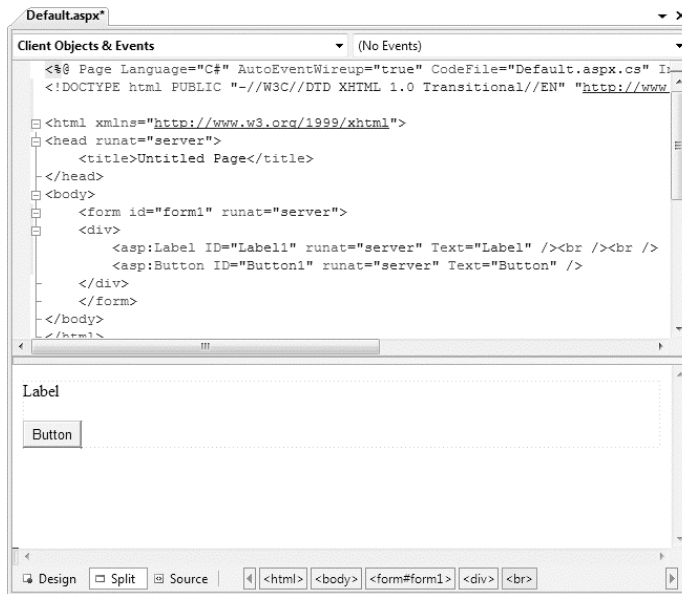 Default.aspx*
Client Objects & Events (No Events)
<%@ Page Language="C#" AutoEventWireup="true" CodeFile="Default.aspx.cs"
<!DOCTYPE html PUBLIC "-//W3C//DTD XHTML 1.0 Transitional//EN" "http://www
<html xmlns="http://www.w3.org/1999/xhtml">
<head runat="server">
<title>Untitled Page</title>
</head>
<body>
<form id="form1" runat="server">
<div>
<asp:Label ID="Label1" runat="server" Text="Label" /><br /><br />
<asp:Button ID="Button1" runat="server" Text="Button" />
</div>
</form>
</body>
</html>
Label
Button
Design Split Source <html> <body> <form#form1> <div> <br>